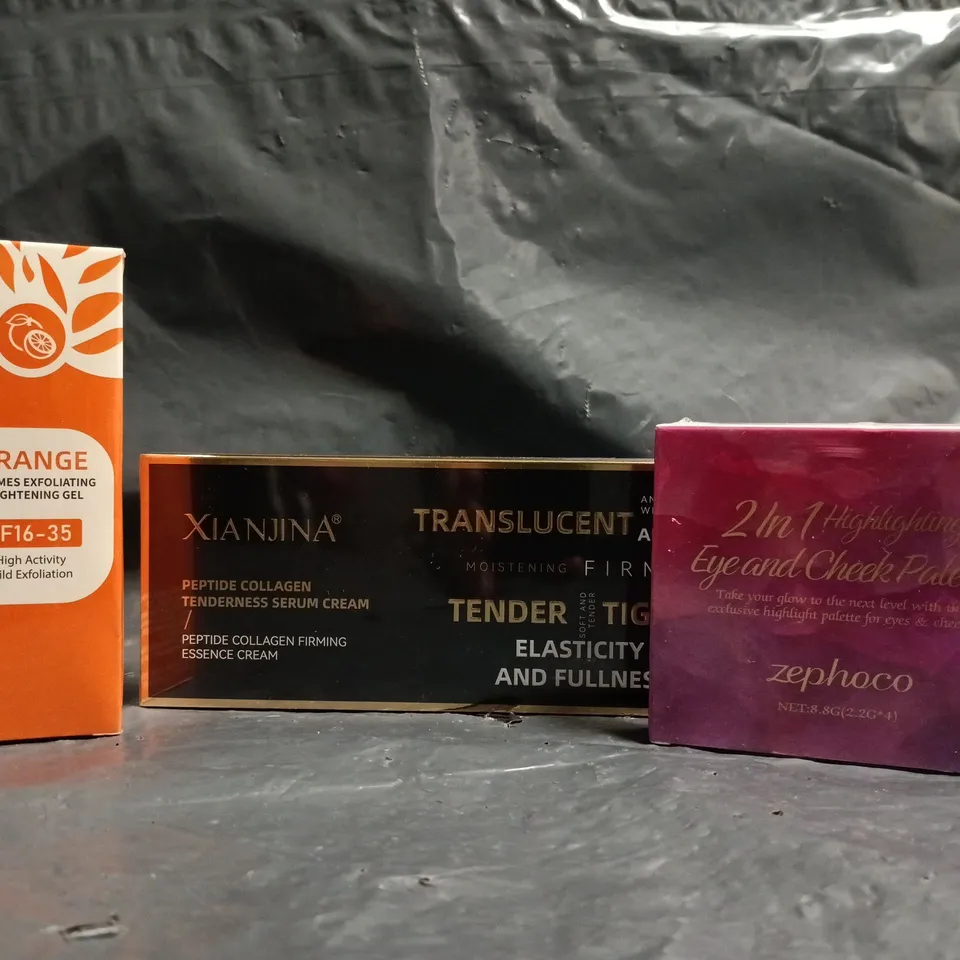 RANGE
MES EXFOLIATING
GHTENING GEL
F16-35
High Activity
ild Exfoliation
XIANJINA®
PEPTIDE COLLAGEN
TENDERNESS SERUM CREAM
/
PEPTIDE COLLAGEN FIRMING
ESSENCE CREAM
AN
W
TRANSLUCENT A
MOISTENING FIRM
TENDER SOFT AND TENDER TIG
ELASTICITY
AND FULLNES
2 In 1 Highlighting
Eye and Cheek Pale
Take your glow to the next level with
exclusive highlight palette for eyes & chee
zephoco
NET:8.8G(2.2G*4)